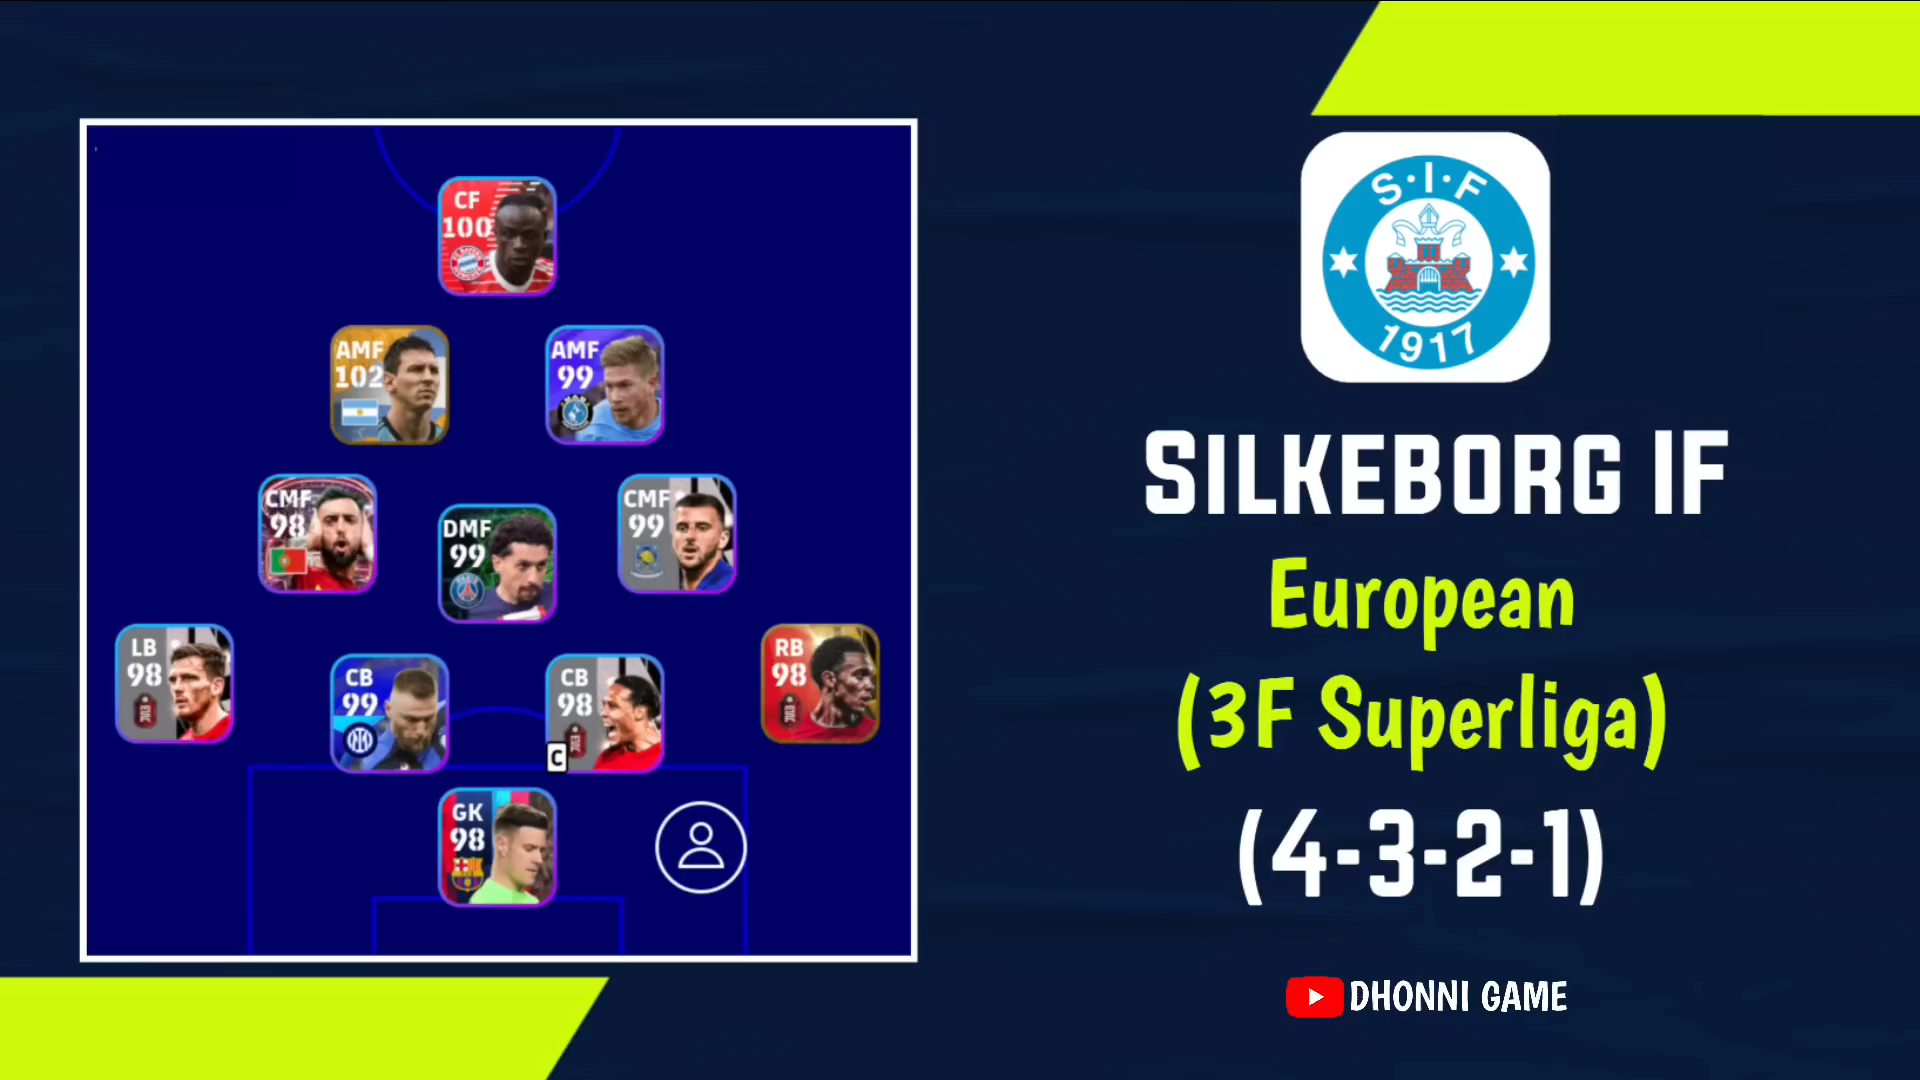 CF
100
AMF
102
AMF
99
CMF
98
DMF
99
CMF
99
LB
98
CB
99
CB
98
C
RB
98
GK
98
S·I·F
1917
SILKEBORG IF
European
(3F Superliga)
(4-3-2-1)
DHONNI GAME